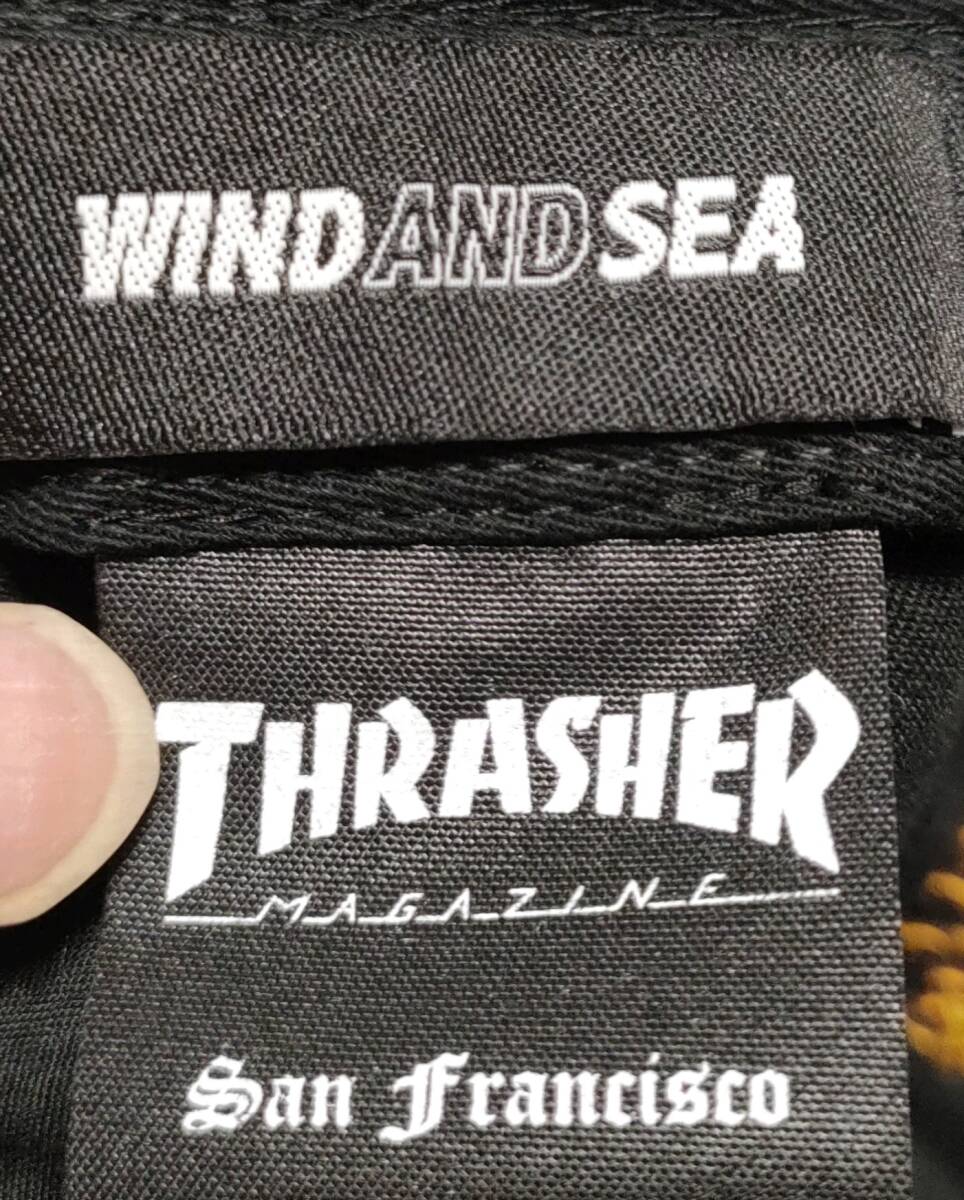 WINDANDSEA
THRASHER
MAGAZINE
San Francisco